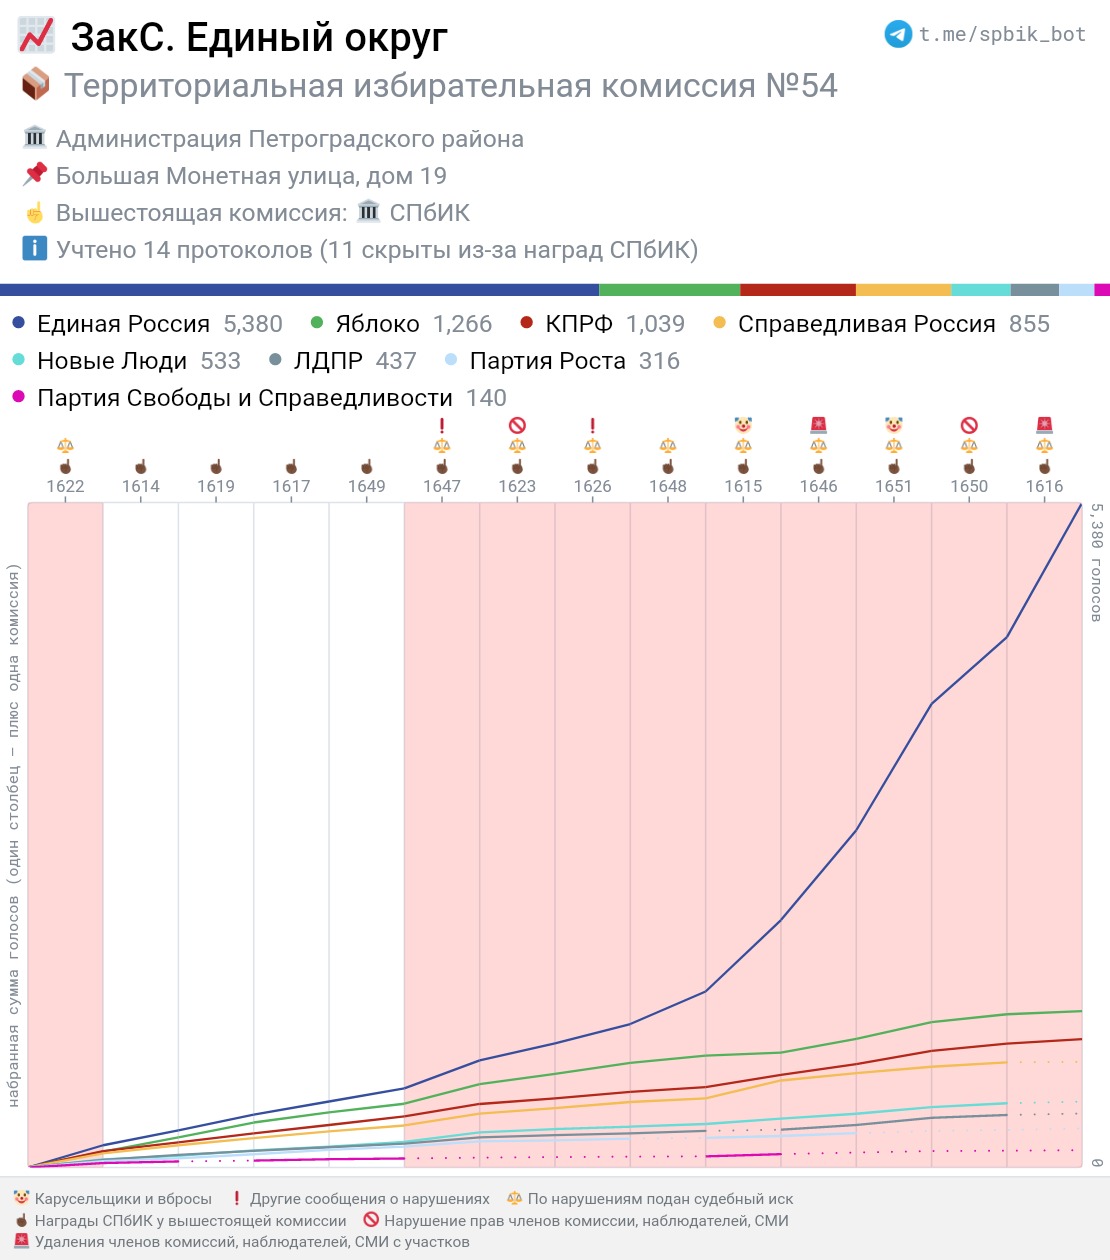 ЗакС. Единый округ
t.me/spbik_bot
Территориальная избирательная комиссия №54
Администрация Петроградского района
Большая Монетная улица, дом 19
Вышестоящая комиссия: СПбИК
Учтено 14 протоколов (11 скрыты из-за наград СПбИК)
Единая Россия 5,380 Яблоко 1,266 КПРФ 1,039 Справедливая Россия 855
Новые Люди 533 ЛДПР 437 Партия Роста 316
Партия Свободы и Справедливости 140
1622 1614 1619 1617 1649 1647 1623 1626 1648 1615 1646 1651 1650 1616
набранная сумма голосов (один столбец – плюс одна комиссия)
5,380 голосов
0
Карусельщики и вбросы Другие сообщения о нарушениях По нарушениям подан судебный иск
Награды СПбИК у вышестоящей комиссии Нарушение прав членов комиссии, наблюдателей, СМИ
Удаления членов комиссий, наблюдателей, СМИ с участков